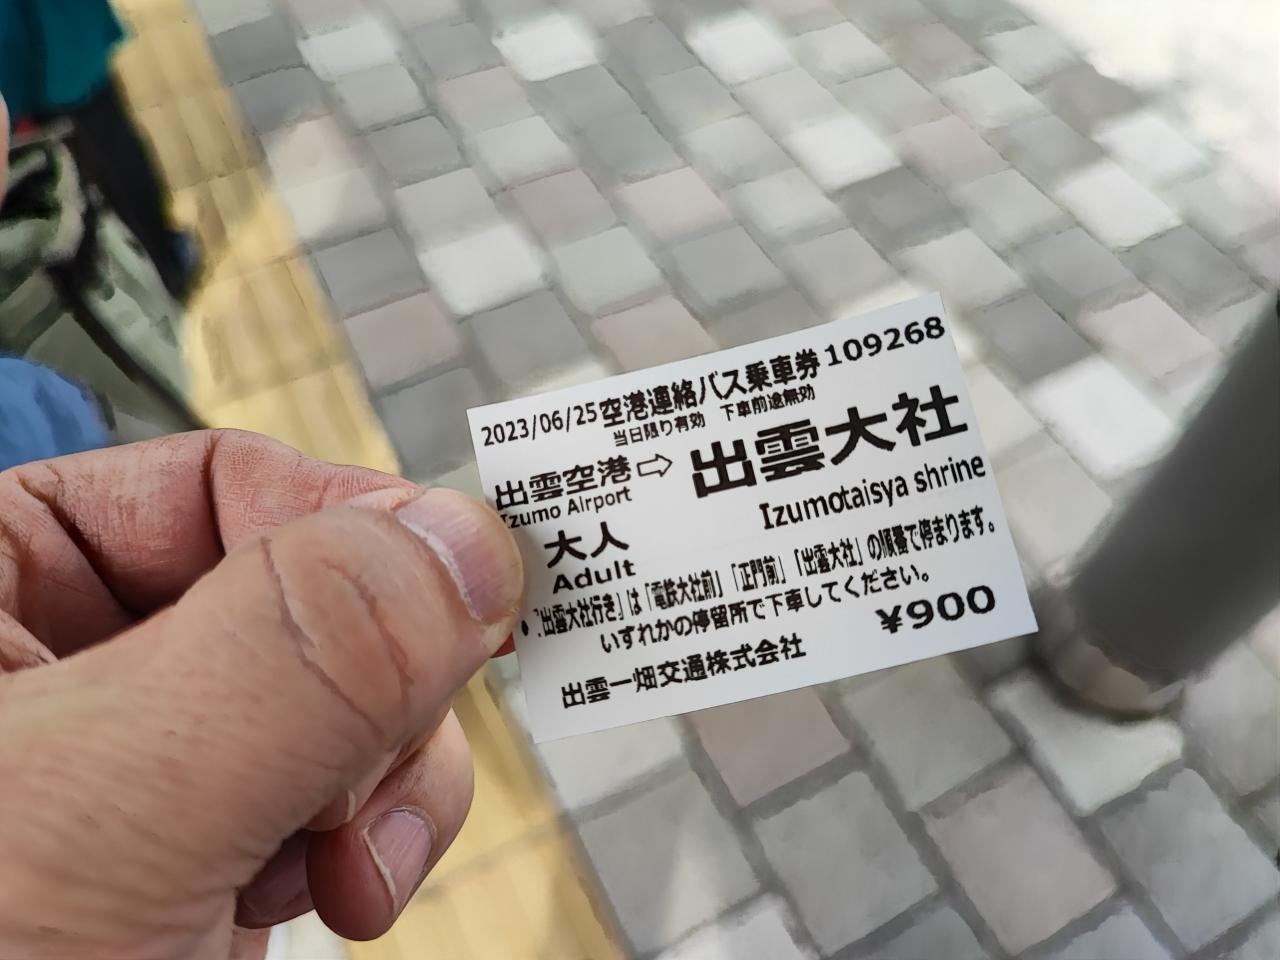 2023/06/25 空港連絡バス乗車券 109268
当日限り有効 下車前途無効
出雲空港⇨出雲大社
Izumo Airport Izumotaisya shrine
大人
Adult
◆「出雲大社行き」は「電鉄大社前」「正門前」「出雲大社」の順番で停まります。
いずれかの停留所で下車してください。
¥900
出雲一畑交通株式会社